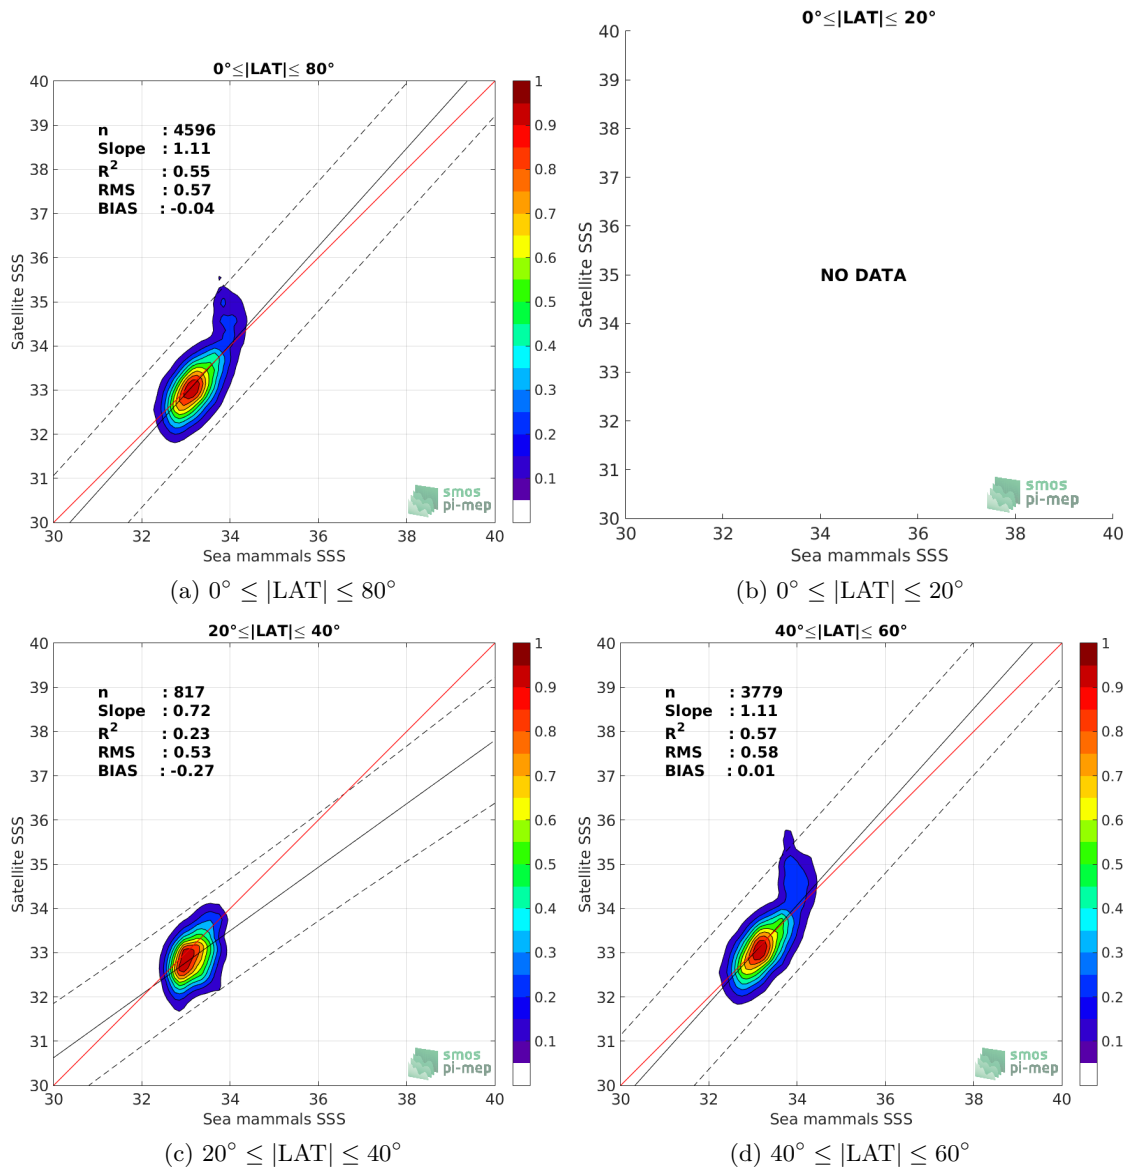 0°≤|LAT|≤ 80°
40
39
38
37
36
35
34
33
32
31
30
30 32 34 36 38 40
Satellite SSS
Sea mammals SSS
n : 4596
Slope : 1.11
R² : 0.55
RMS : 0.57
BIAS : -0.04
1
0.9
0.8
0.7
0.6
0.5
0.4
0.3
0.2
0.1
smos
pi-mep
(a) 0° ≤ |LAT| ≤ 80°
0°≤|LAT|≤ 20°
40
39
38
37
36
35
34
33
32
31
30
30 32 34 36 38 40
Satellite SSS
Sea mammals SSS
NO DATA
smos
pi-mep
(b) 0° ≤ |LAT| ≤ 20°
20°≤|LAT|≤ 40°
40
39
38
37
36
35
34
33
32
31
30
30 32 34 36 38 40
Satellite SSS
Sea mammals SSS
n : 817
Slope : 0.72
R² : 0.23
RMS : 0.53
BIAS : -0.27
1
0.9
0.8
0.7
0.6
0.5
0.4
0.3
0.2
0.1
smos
pi-mep
(c) 20° ≤ |LAT| ≤ 40°
40°≤|LAT|≤ 60°
40
39
38
37
36
35
34
33
32
31
30
30 32 34 36 38 40
Satellite SSS
Sea mammals SSS
n : 3779
Slope : 1.11
R² : 0.57
RMS : 0.58
BIAS : 0.01
1
0.9
0.8
0.7
0.6
0.5
0.4
0.3
0.2
0.1
smos
pi-mep
(d) 40° ≤ |LAT| ≤ 60°